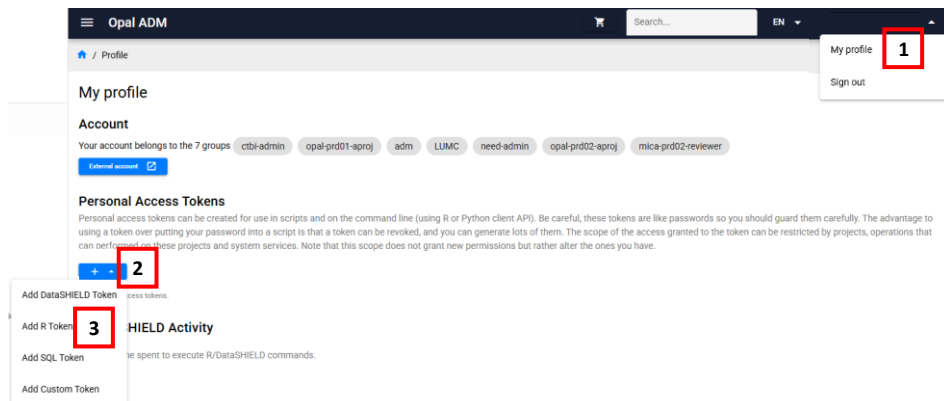 Opal ADM
Search...
EN
My profile
1
Sign out
/ Profile
My profile
Account
Your account belongs to the 7 groups ctbi-admin opal-prd01-aproj adm LUMC need-admin opal-prd02-aproj mica-prd02-reviewer
External account
Personal Access Tokens
Personal access tokens can be created for use in scripts and on the command line (using R or Python client API). Be careful, these tokens are like passwords so you should guard them carefully. The advantage to
using a token over putting your password into a script is that a token can be revoked, and you can generate lots of them. The scope of the access granted to the token can be restricted by projects, operations that
can performed on these projects and system services. Note that this scope does not grant new permissions but rather alter the ones you have.
+
2
Add DataSHIELD Token
access tokens.
Add R Token
3
SHIELD Activity
Add SQL Token
spent to execute R/DataSHIELD commands.
Add Custom Token